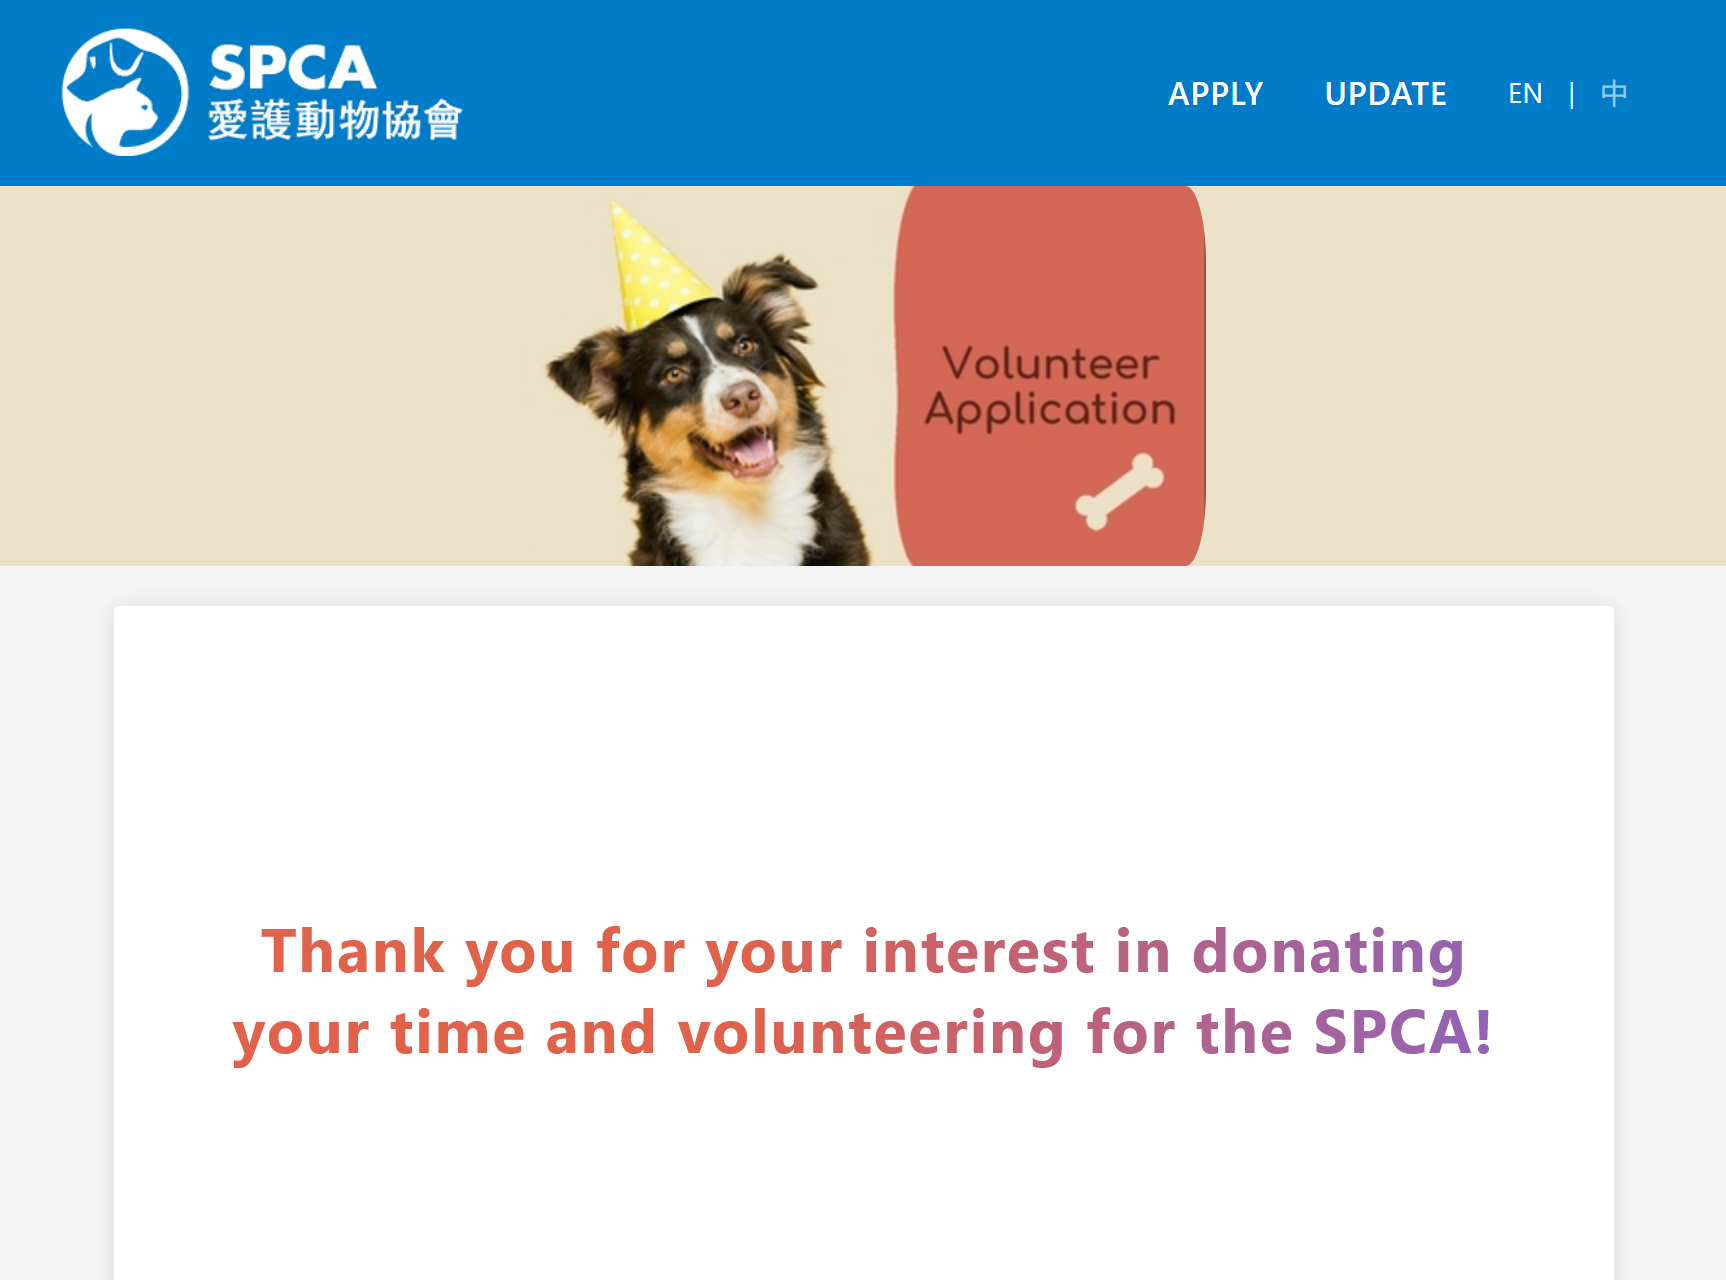 SPCA
愛護動物協會
APPLY UPDATE EN | 中
Volunteer
Application
Thank you for your interest in donating
your time and volunteering for the SPCA!